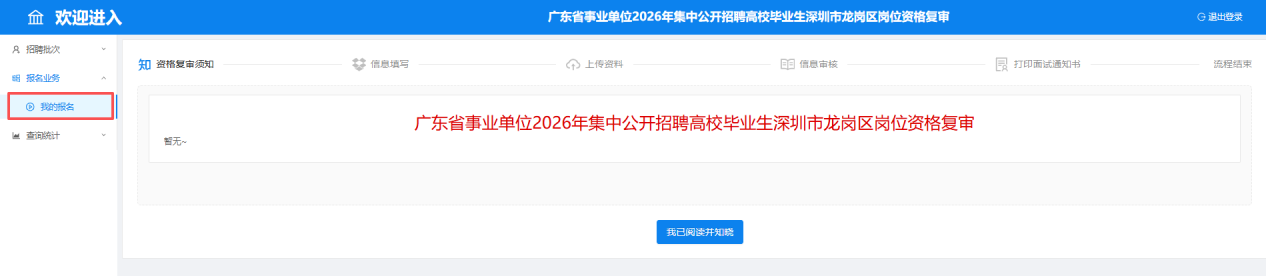 欢迎进入
广东省事业单位2026年集中公开招聘高校毕业生深圳市龙岗区岗位资格复审
退出登录
招聘批次
报名业务
我的报名
查询统计
知 资格复审须知
信息填写
上传资料
信息审核
打印面试通知书
流程结束
广东省事业单位2026年集中公开招聘高校毕业生深圳市龙岗区岗位资格复审
暂无~
我已阅读并知晓